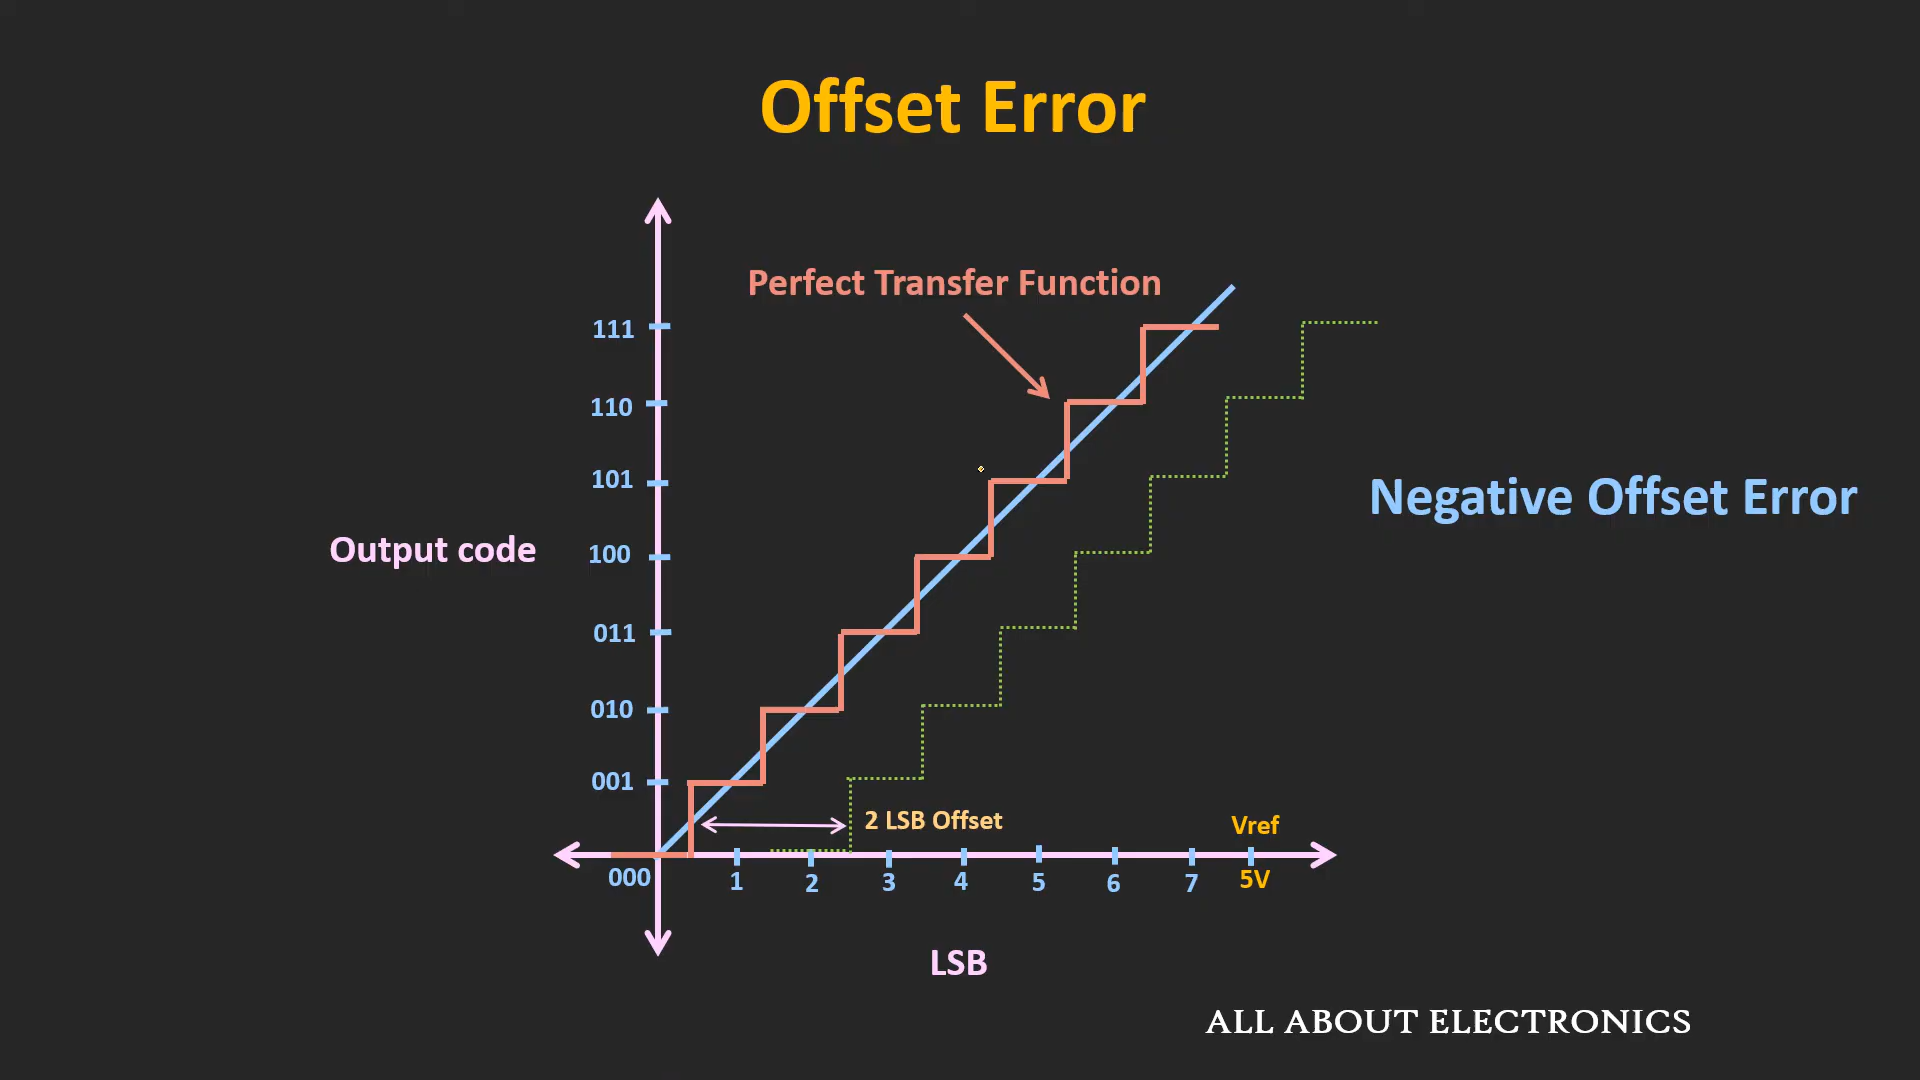 Offset Error
Perfect Transfer Function
111
110
101
Negative Offset Error
Output code
100
011
010
001
2 LSB Offset
Vref
000
1 2 3 4 5 6 7 5V
LSB
ALL ABOUT ELECTRONICS